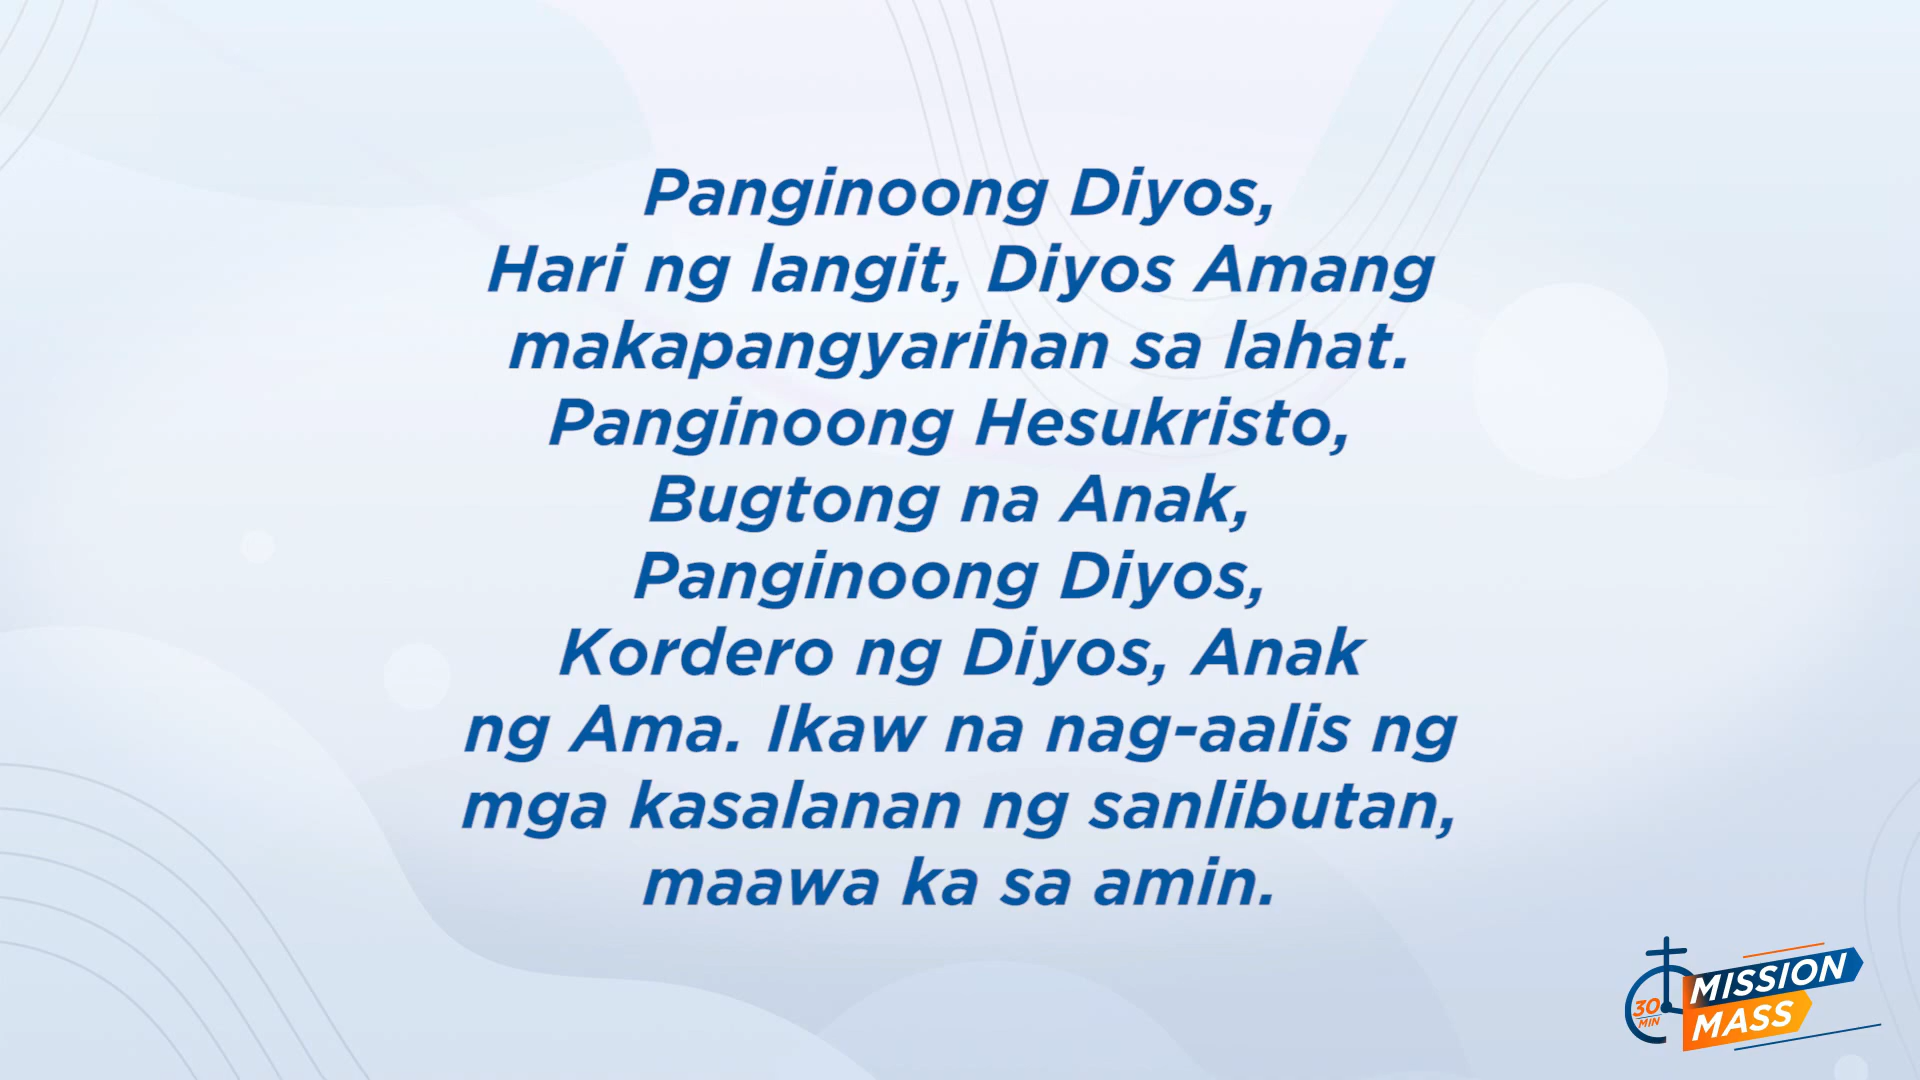 Panginoong Diyos,
Hari ng langit, Diyos Amang
makapangyarihan sa lahat.
Panginoong Hesukristo,
Bugtong na Anak,
Panginoong Diyos,
Kordero ng Diyos, Anak
ng Ama. Ikaw na nag-aalis ng
mga kasalanan ng sanlibutan,
maawa ka sa amin.
30
MIN
MISSION
MASS